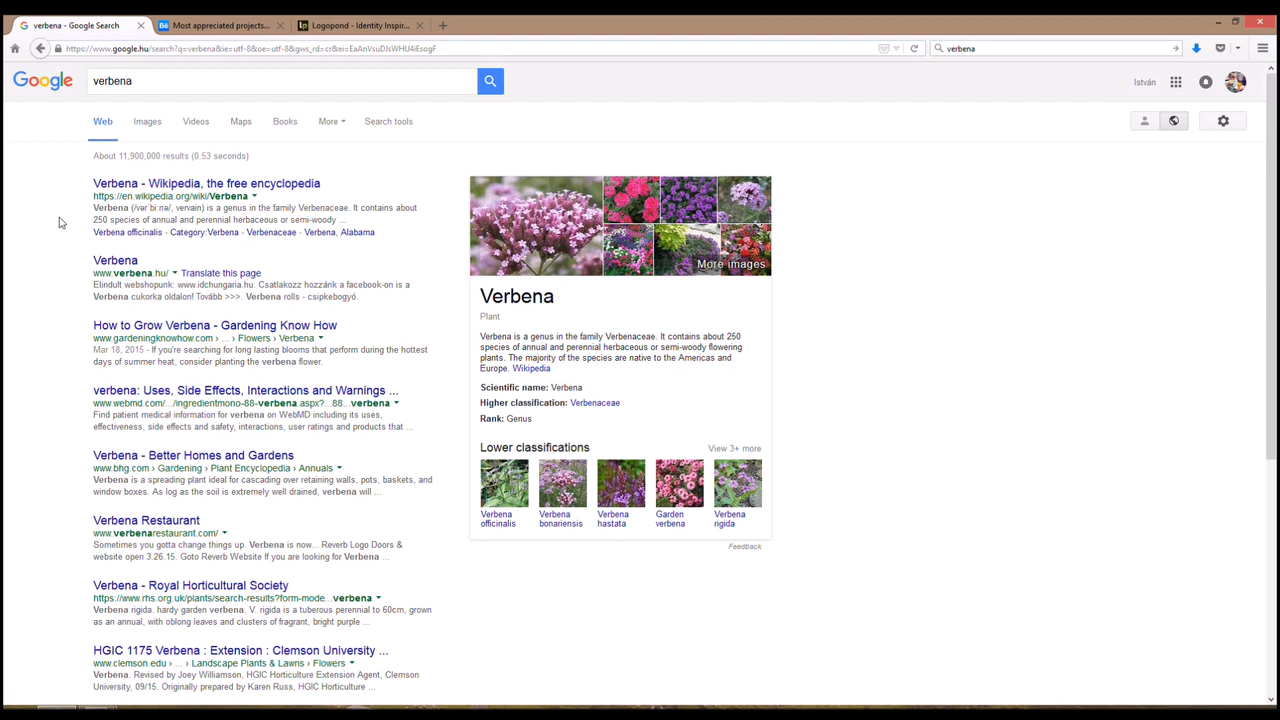 verbena - Google Search
Most appreciated projects...
Logopond - Identity Inspir...
https://www.google.hu/search?q=verbena&ie=utf-8&oe=utf-8&gws_rd=cr&ei=EaAnVsuDJsWHU4iEsogF
verbena
Google
verbena
István
Web
Images
Videos
Maps
Books
More
Search tools
About 11,900,000 results (0.53 seconds)
Verbena - Wikipedia, the free encyclopedia
https://en.wikipedia.org/wiki/Verbena
Verbena (/vərˈbiːnə/, vervain) is a genus in the family Verbenaceae. It contains about
250 species of annual and perennial herbaceous or semi-woody ...
Verbena officinalis - Category:Verbena - Verbenaceae - Verbena, Alabama
Verbena
www.verbena.hu/ Translate this page
Elindult webshopunk: www.idchungaria.hu. Csatlakozz hozzánk a facebook-on is a
Verbena cukorka oldalon! Tovább >>>. Verbena rolls - csipkebogyó.
How to Grow Verbena - Gardening Know How
www.gardeningknowhow.com › ... › Flowers › Verbena
Mar 18, 2015 - If you're searching for long lasting blooms that perform during the hottest
days of summer heat, consider planting the verbena flower.
verbena: Uses, Side Effects, Interactions and Warnings ...
www.webmd.com/.../ingredientmono-88-verbena.aspx?...88...verbena
Find patient medical information for verbena on WebMD including its uses,
effectiveness, side effects and safety, interactions, user ratings and products that ...
Verbena - Better Homes and Gardens
www.bhg.com › Gardening › Plant Encyclopedia › Annuals
Verbena is a spreading plant ideal for cascading over retaining walls, pots, baskets, and
window boxes. As log as the soil is extremely well drained, verbena will ...
Verbena Restaurant
www.verbenarestaurant.com/
Sometimes you gotta change things up. Verbena is now... Reverb Logo Doors &
website open 3.26.15. Goto Reverb Website If you are looking for Verbena ...
Verbena - Royal Horticultural Society
https://www.rhs.org.uk/plants/search-results?form-mode...verbena
Verbena rigida. hardy garden verbena. V. rigida is a tuberous perennial to 60cm, grown
as an annual, with oblong leaves and clusters of fragrant, bright purple ...
HGIC 1175 Verbena : Extension : Clemson University ...
www.clemson.edu › ... › Landscape Plants & Lawns › Flowers
Verbena. Revised by Joey Williamson, HGIC Horticulture Extension Agent, Clemson
University, 09/15. Originally prepared by Karen Russ, HGIC Horticulture ...
More images
Verbena
Plant
Verbena is a genus in the family Verbenaceae. It contains about 250
species of annual and perennial herbaceous or semi-woody flowering
plants. The majority of the species are native to the Americas and
Europe. Wikipedia
Scientific name: Verbena
Higher classification: Verbenaceae
Rank: Genus
Lower classifications
View 3+ more
Verbena officinalis
Verbena bonariensis
Verbena hastata
Garden verbena
Verbena rigida
Feedback